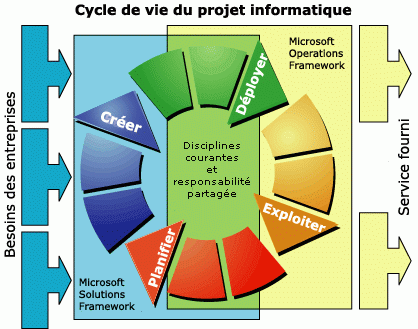 Cycle de vie du projet informatique
Microsoft
Operations
Framework
Déployer
Créer
Besoins des entreprises
Disciplines
courantes
et
responsabilité
partagée
Service fourni
Exploiter
Planifier
Microsoft
Solutions
Framework